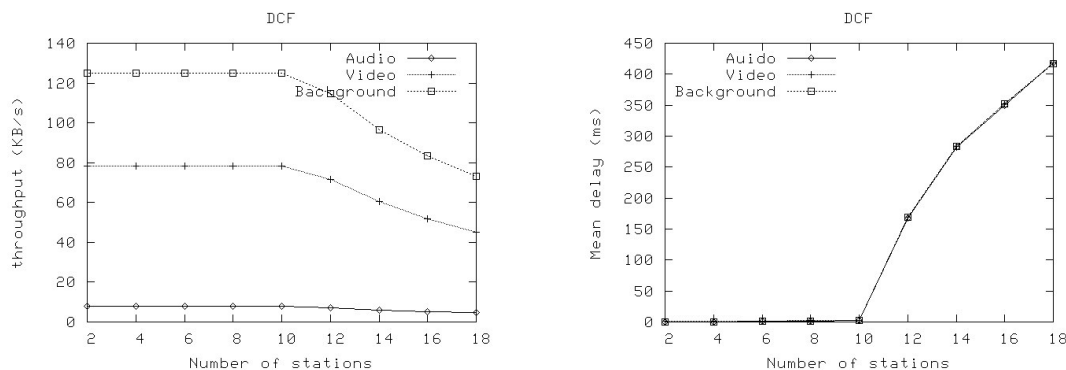 DCF
throughput (KB/s)
140
120
100
80
60
40
20
0
Audio
Video
Background
2 4 6 8 10 12 14 16 18
Number of stations
DCF
Mean delay (ms)
450
400
350
300
250
200
150
100
50
0
Auido
Video
Background
2 4 6 8 10 12 14 16 18
Number of stations